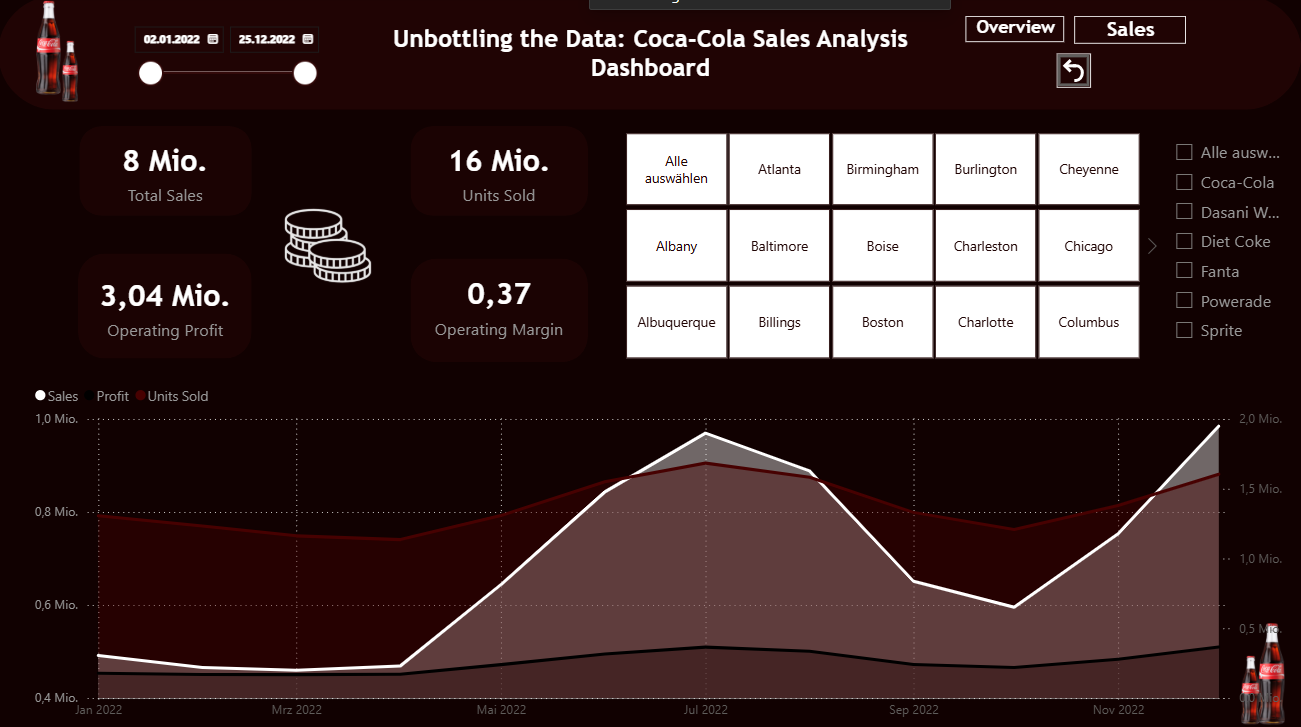 02.01.2022
25.12.2022
Unbottling the Data: Coca-Cola Sales Analysis
Dashboard
Overview
Sales
8 Mio.
Total Sales
16 Mio.
Units Sold
3,04 Mio.
Operating Profit
0,37
Operating Margin
Alle
auswählen
Atlanta
Birmingham
Burlington
Cheyenne
Albany
Baltimore
Boise
Charleston
Chicago
Albuquerque
Billings
Boston
Charlotte
Columbus
Alle ausw...
Coca-Cola
Dasani W...
Diet Coke
Fanta
Powerade
Sprite
Sales
Profit
Units Sold
1,0 Mio.
0,8 Mio.
0,6 Mio.
0,4 Mio.
2,0 Mio.
1,5 Mio.
1,0 Mio.
0,5 Mio.
0,0 Mio.
Jan 2022
Mrz 2022
Mai 2022
Jul 2022
Sep 2022
Nov 2022